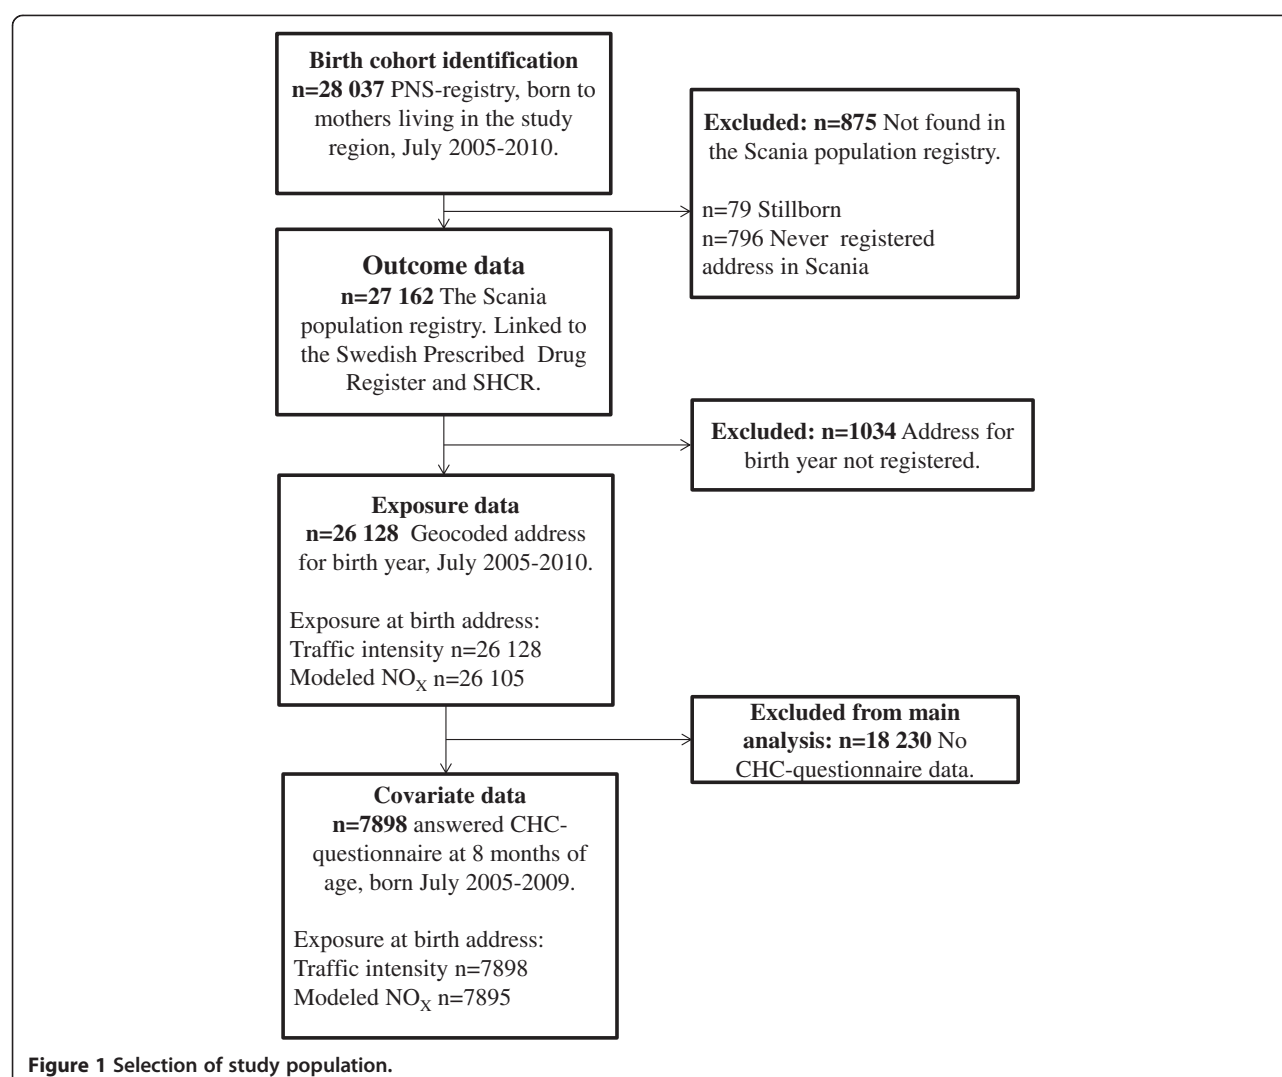 Birth cohort identification
n=28 037 PNS-registry, born to
mothers living in the study
region, July 2005-2010.
Excluded: n=875 Not found in
the Scania population registry.
n=79 Stillborn
n=796 Never registered
address in Scania
Outcome data
n=27 162 The Scania
population registry. Linked to
the Swedish Prescribed Drug
Register and SHCR.
Excluded: n=1034 Address for
birth year not registered.
Exposure data
n=26 128 Geocoded address
for birth year, July 2005-2010.
Exposure at birth address:
Traffic intensity n=26 128
Modeled NOX n=26 105
Excluded from main
analysis: n=18 230 No
CHC-questionnaire data.
Covariate data
n=7898 answered CHC-
questionnaire at 8 months of
age, born July 2005-2009.
Exposure at birth address:
Traffic intensity n=7898
Modeled NOX n=7895
Figure 1 Selection of study population.